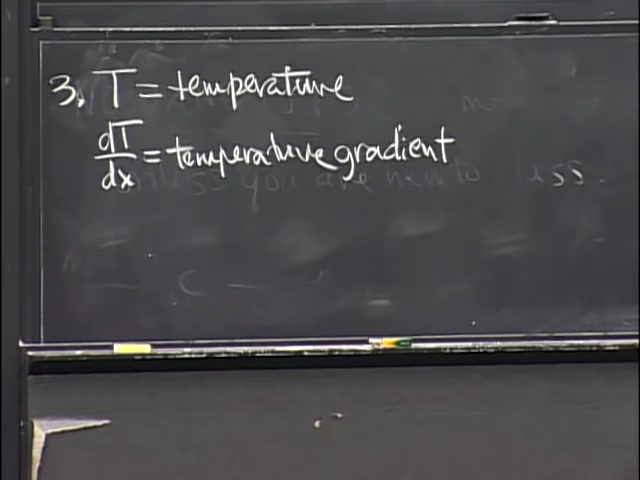 3. T = temperature
dT/dx = temperature gradient